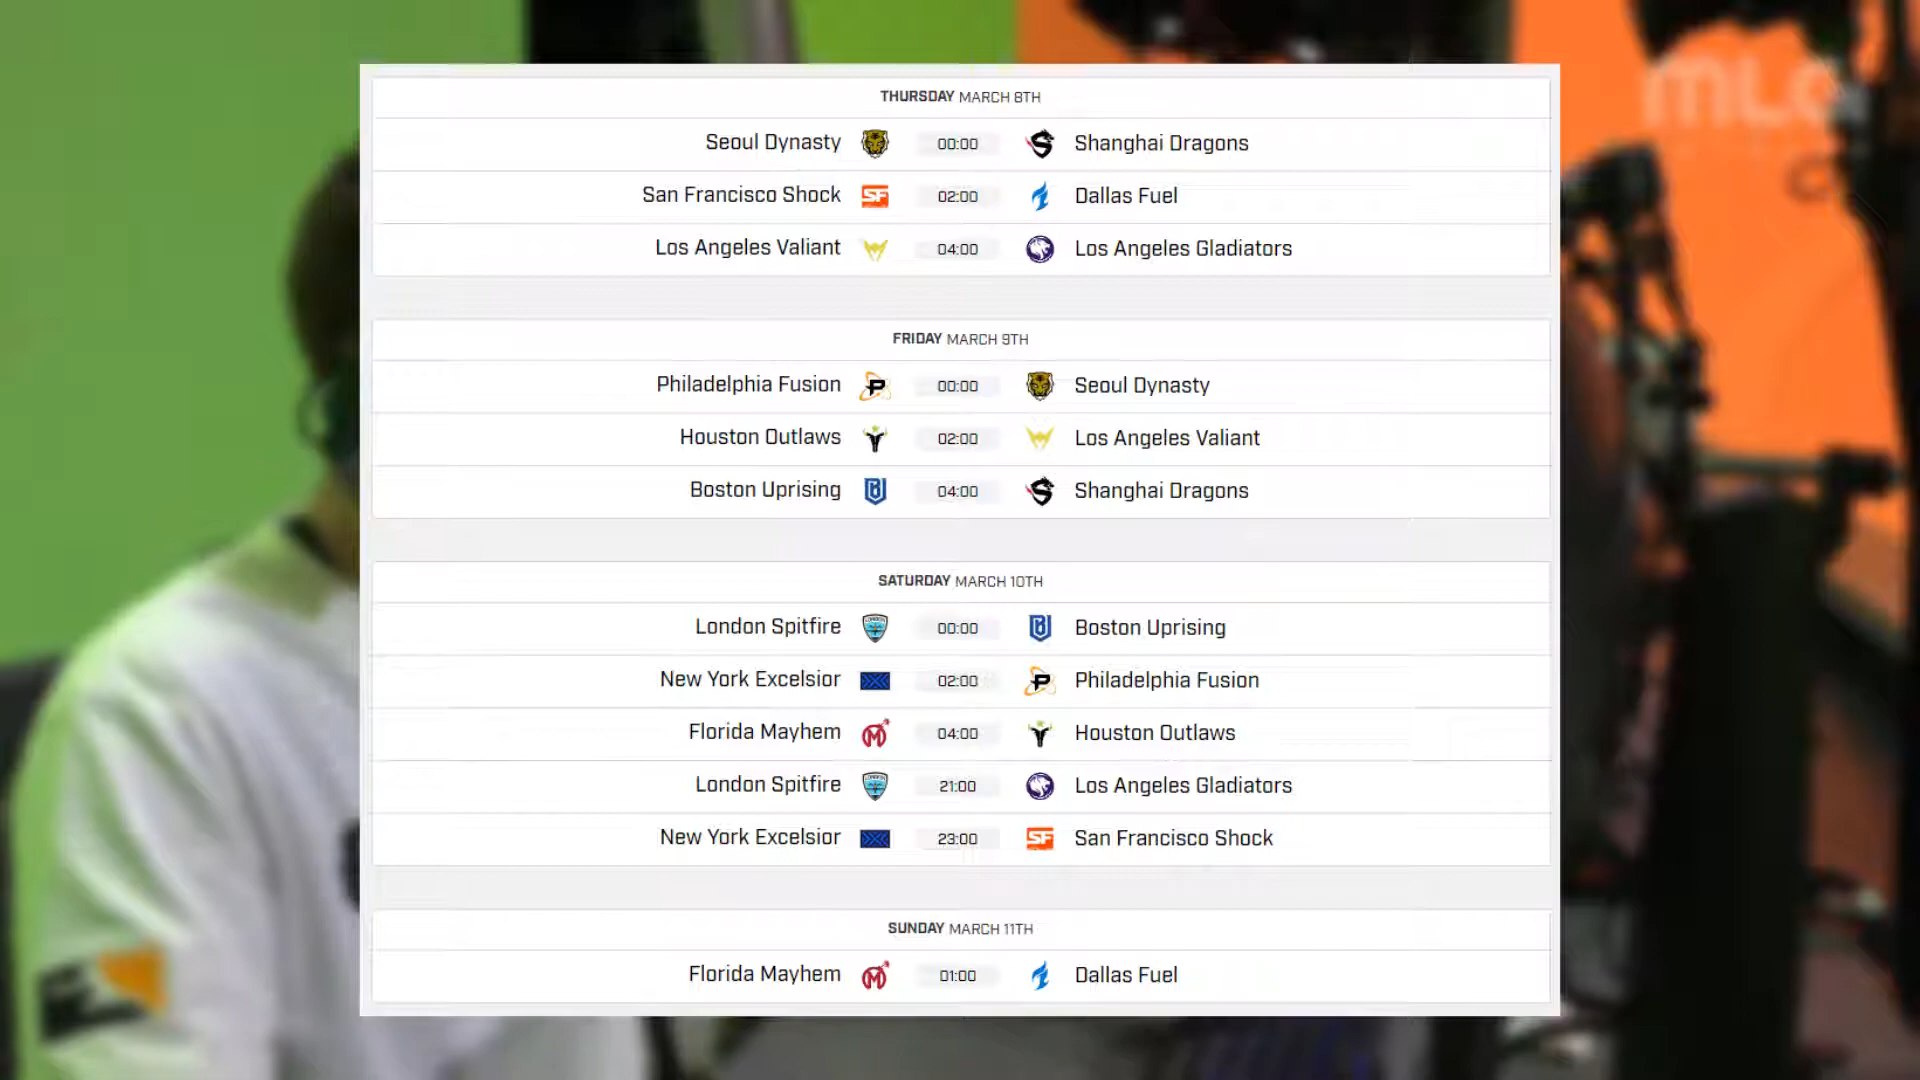 mLG
THURSDAY MARCH 8TH
Seoul Dynasty 00:00 Shanghai Dragons
San Francisco Shock SF 02:00 Dallas Fuel
Los Angeles Valiant 04:00 Los Angeles Gladiators
FRIDAY MARCH 9TH
Philadelphia Fusion P 00:00 Seoul Dynasty
Houston Outlaws 02:00 Los Angeles Valiant
Boston Uprising B 04:00 S Shanghai Dragons
SATURDAY MARCH 10TH
London Spitfire 00:00 B Boston Uprising
New York Excelsior 02:00 P Philadelphia Fusion
Florida Mayhem M 04:00 Houston Outlaws
London Spitfire 21:00 Los Angeles Gladiators
New York Excelsior 23:00 SF San Francisco Shock
SUNDAY MARCH 11TH
Florida Mayhem M 01:00 Dallas Fuel